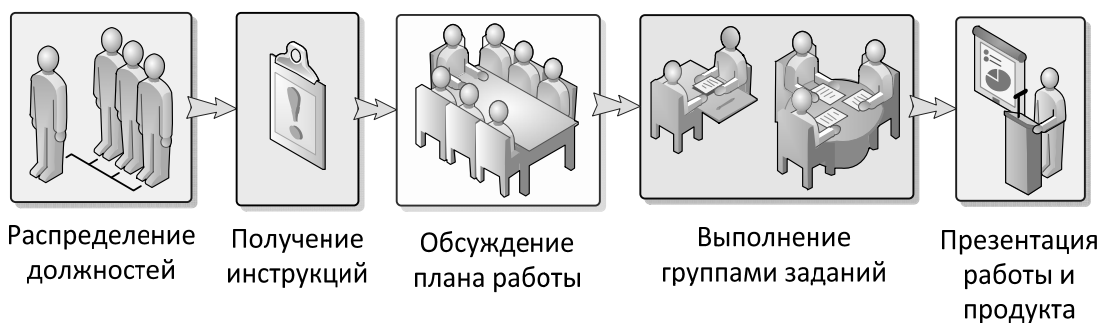 Распределение
должностей
Получение
инструкций
Обсуждение
плана работы
Выполнение
группами заданий
Презентация
работы и
продукта